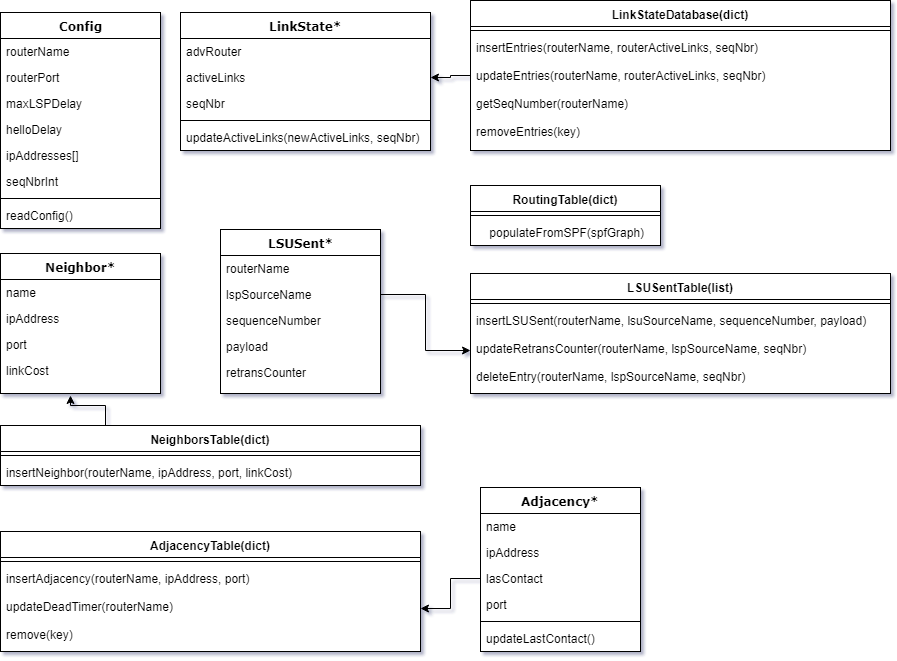 Config
routerName
routerPort
maxLSPDelay
helloDelay
ipAddresses[]
seqNbrInt
readConfig()
LinkState*
advRouter
activeLinks
seqNbr
updateActiveLinks(newActiveLinks, seqNbr)
LinkStateDatabase(dict)
insertEntries(routerName, routerActiveLinks, seqNbr)
updateEntries(routerName, routerActiveLinks, seqNbr)
getSeqNumber(routerName)
removeEntries(key)
RoutingTable(dict)
populateFromSPF(spfGraph)
Neighbor*
name
ipAddress
port
linkCost
LSUSent*
routerName
lspSourceName
sequenceNumber
payload
retransCounter
LSUSentTable(list)
insertLSUSent(routerName, lsuSourceName, sequenceNumber, payload)
updateRetransCounter(routerName, lspSourceName, seqNbr)
deleteEntry(routerName, lspSourceName, seqNbr)
NeighborsTable(dict)
insertNeighbor(routerName, ipAddress, port, linkCost)
AdjacencyTable(dict)
insertAdjacency(routerName, ipAddress, port)
updateDeadTimer(routerName)
remove(key)
Adjacency*
name
ipAddress
lasContact
port
updateLastContact()